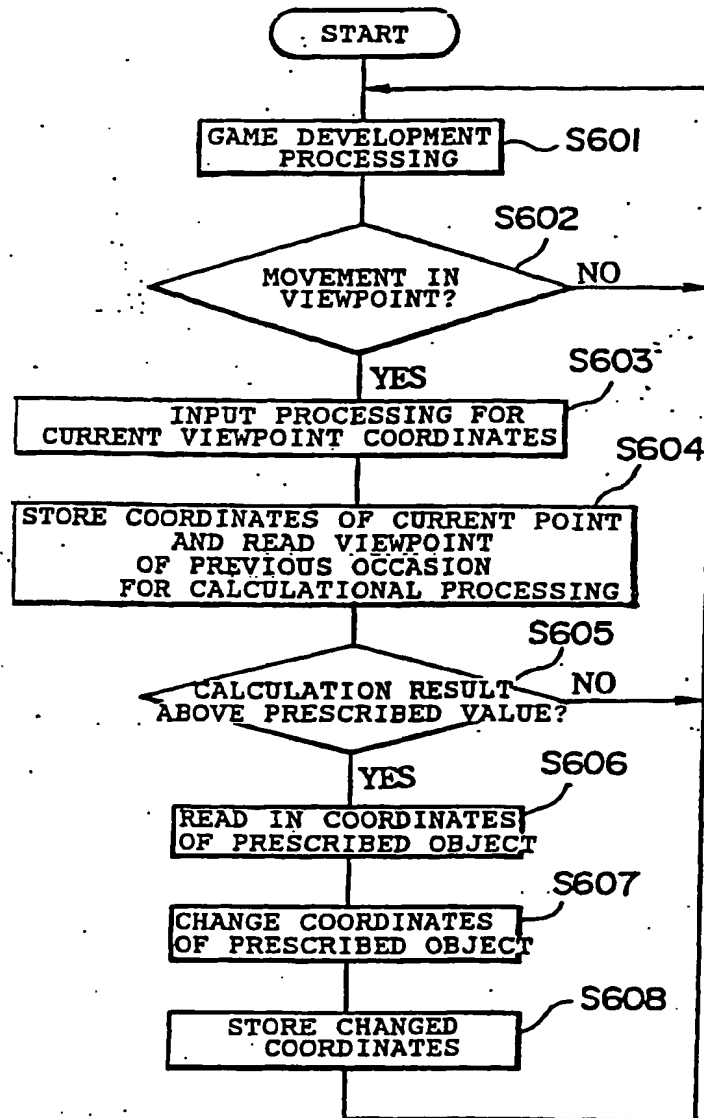 START
GAME DEVELOPMENT
PROCESSING
S601
S602
MOVEMENT IN
VIEWPOINT?
NO
YES
S603
INPUT PROCESSING FOR
CURRENT VIEWPOINT COORDINATES
S604
STORE COORDINATES OF CURRENT POINT
AND READ VIEWPOINT
OF PREVIOUS OCCASION
FOR CALCULATIONAL PROCESSING
S605
CALCULATION RESULT
ABOVE PRESCRIBED VALUE?
NO
YES
S606
READ IN COORDINATES
OF PRESCRIBED OBJECT
S607
CHANGE COORDINATES
OF PRESCRIBED OBJECT
S608
STORE CHANGED
COORDINATES